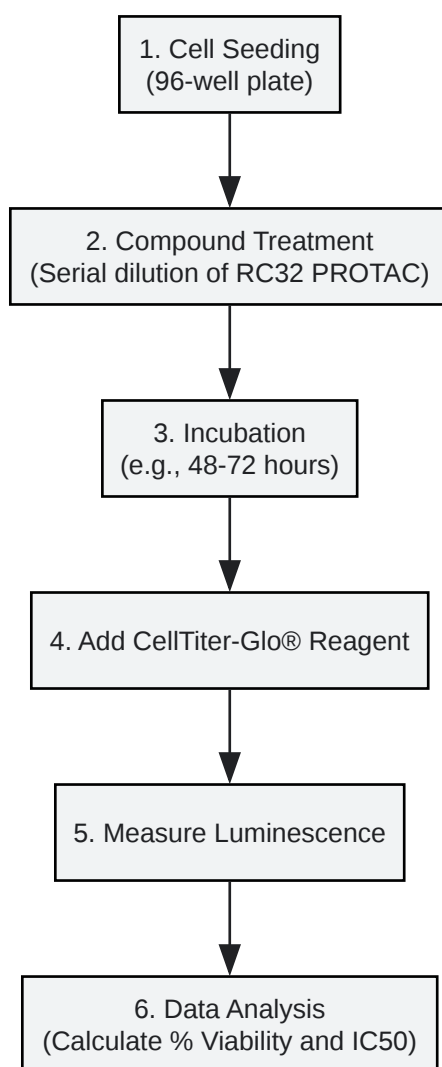 1. Cell Seeding
(96-well plate)
2. Compound Treatment
(Serial dilution of RC32 PROTAC)
3. Incubation
(e.g., 48-72 hours)
4. Add CellTiter-Glo® Reagent
5. Measure Luminescence
6. Data Analysis
(Calculate % Viability and IC50)